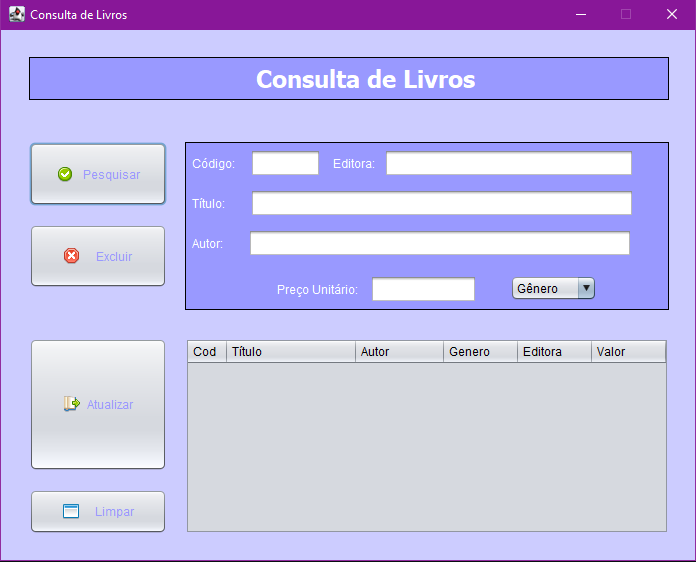 Consulta de Livros
Consulta de Livros
Pesquisar
Código: Editora:
Título:
Excluir
Autor:
Preço Unitário: Gênero
Cod Título Autor Genero Editora Valor
Atualizar
Limpar